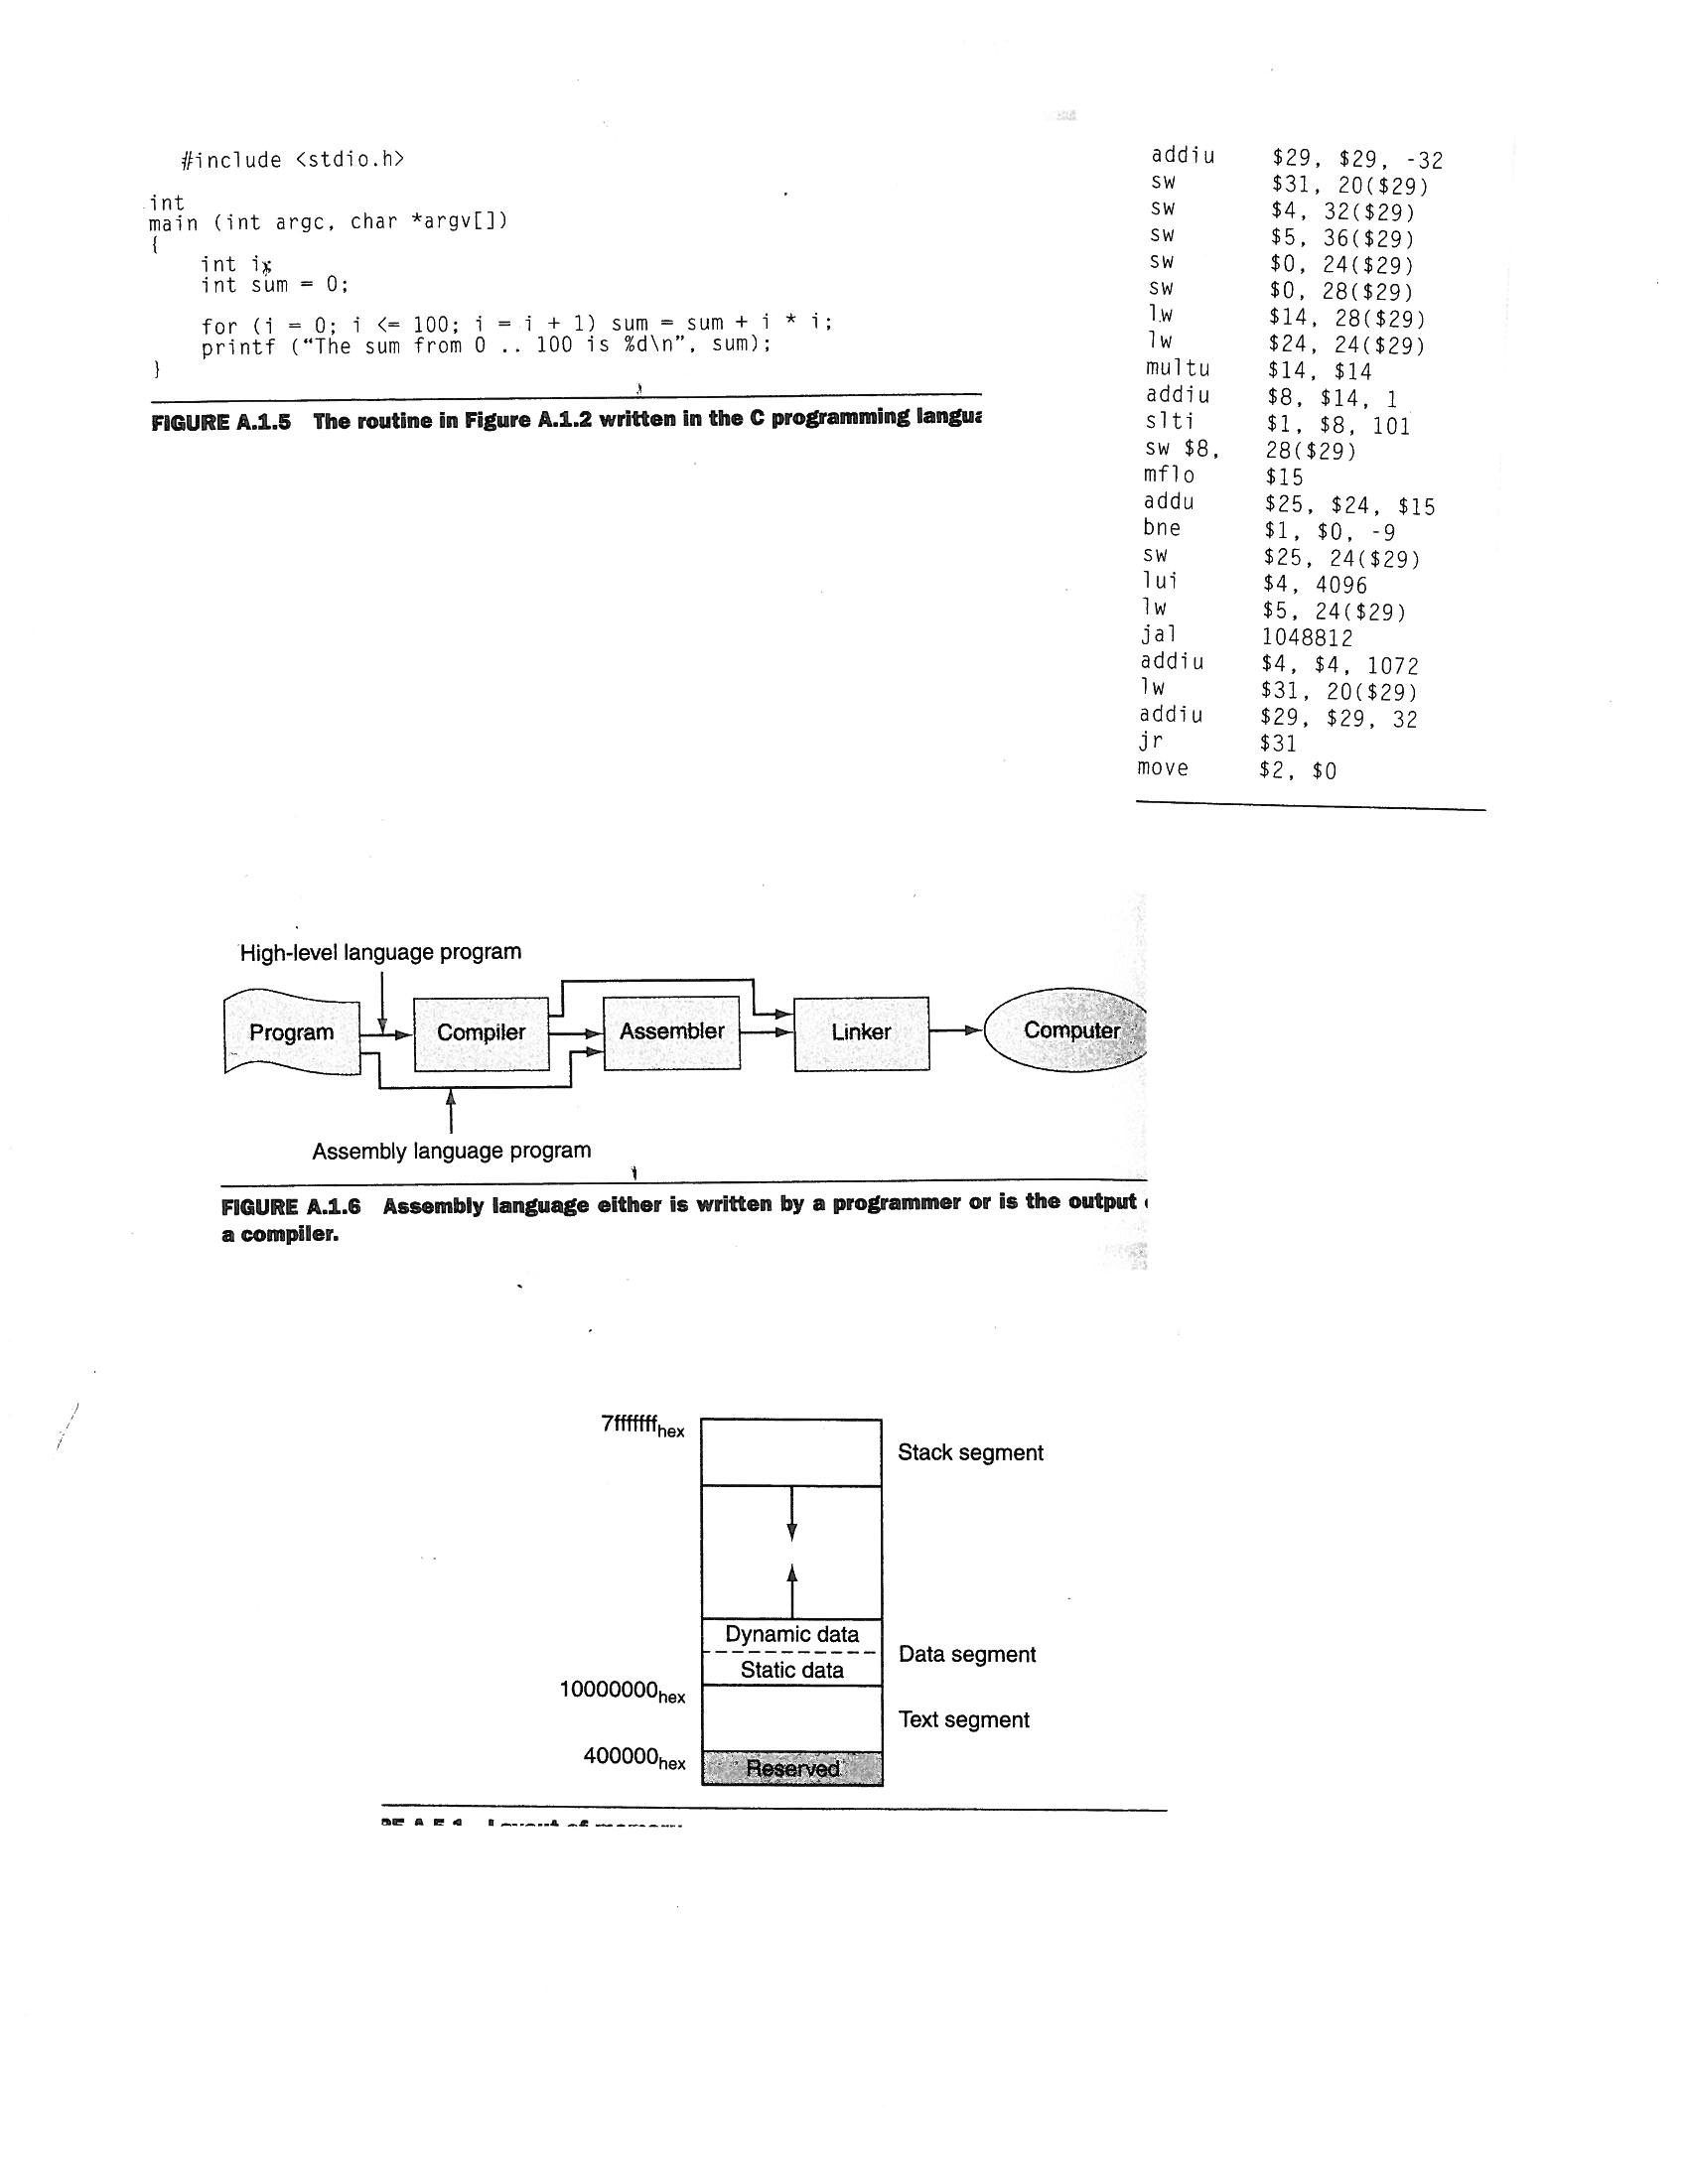 #include <stdio.h>
int
main (int argc, char *argv[])
{
    int i;
    int sum = 0;
    for (i = 0; i <= 100; i = i + 1) sum = sum + i * i;
    printf ("The sum from 0 .. 100 is %d\n", sum);
}
FIGURE A.1.5 The routine in Figure A.1.2 written in the C programming
addiu $29, $29, -32
sw $31, 20($29)
sw $4, 32($29)
sw $5, 36($29)
sw $0, 24($29)
sw $0, 28($29)
lw $14, 28($29)
lw $24, 24($29)
multu $14, $14
addiu $8, $14, 1
slti $1, $8, 101
sw $8, 28($29)
mflo $15
addu $25, $24, $15
bne $1, $0, -9
sw $25, 24($29)
lui $4, 4096
lw $5, 24($29)
jal 1048812
addiu $4, $4, 1072
lw $31, 20($29)
addiu $29, $29, 32
jr $31
move $2, $0
High-level language program
Program
Compiler
Assembler
Linker
Computer
Assembly language program
FIGURE A.1.6 Assembly language either is written by a programmer or is the output
a compiler.
7fffffffhex
Stack segment
Dynamic data
Data segment
Static data
10000000hex
Text segment
400000hex
Reserved